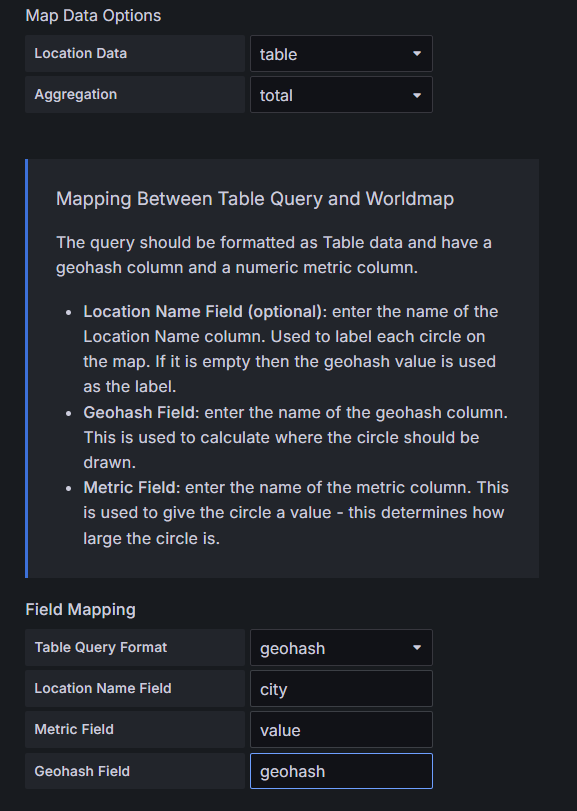 Map Data Options
Location Data table
Aggregation total
Mapping Between Table Query and Worldmap
The query should be formatted as Table data and have a
geohash column and a numeric metric column.
• Location Name Field (optional): enter the name of the
Location Name column. Used to label each circle on
the map. If it is empty then the geohash value is used
as the label.
• Geohash Field: enter the name of the geohash column.
This is used to calculate where the circle should be
drawn.
• Metric Field: enter the name of the metric column. This
is used to give the circle a value - this determines how
large the circle is.
Field Mapping
Table Query Format geohash
Location Name Field city
Metric Field value
Geohash Field geohash